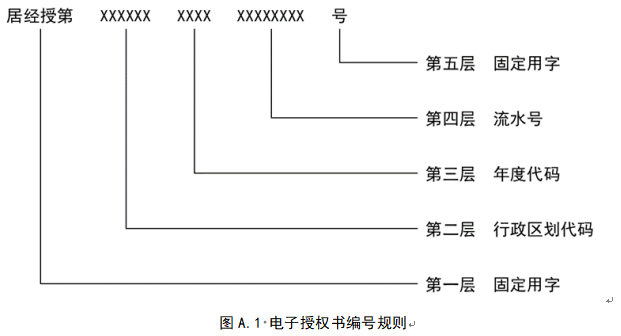 居经授第 XXXXXX XXXX XXXXXXXX 号
第五层 固定用字
第四层 流水号
第三层 年度代码
第二层 行政区划代码
第一层 固定用字
图 A.1·电子授权书编号规则